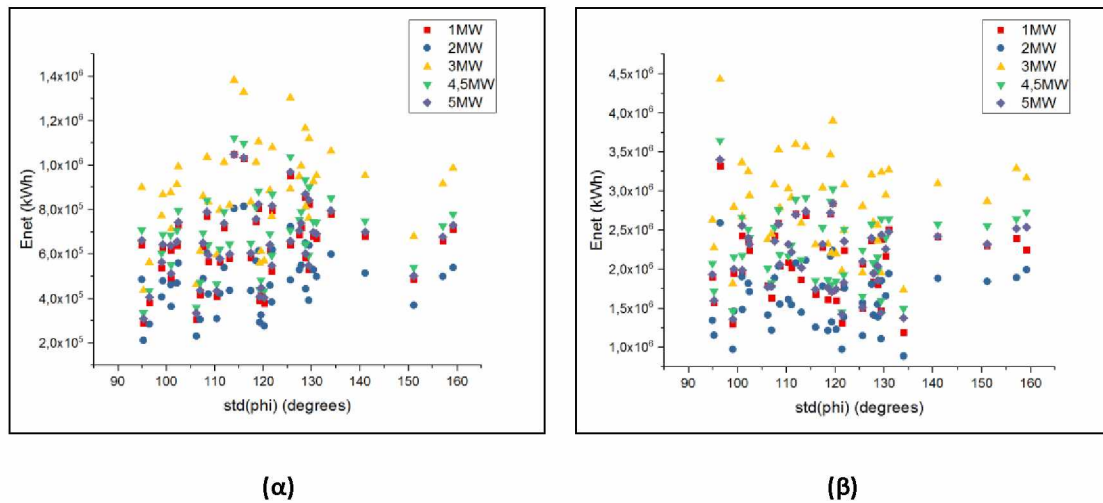 1MW
2MW
3MW
4,5MW
5MW
1,4x10⁶
1,2x10⁶
1,0x10⁶
8,0x10⁵
6,0x10⁵
4,0x10⁵
2,0x10⁵
Enet (kWh)
90 100 110 120 130 140 150 160
std(phi) (degrees)
(α)
1MW
2MW
3MW
4,5MW
5MW
4,5x10⁶
4,0x10⁶
3,5x10⁶
3,0x10⁶
2,5x10⁶
2,0x10⁶
1,5x10⁶
1,0x10⁶
Enet (kWh)
90 100 110 120 130 140 150 160
std(phi) (degrees)
(β)